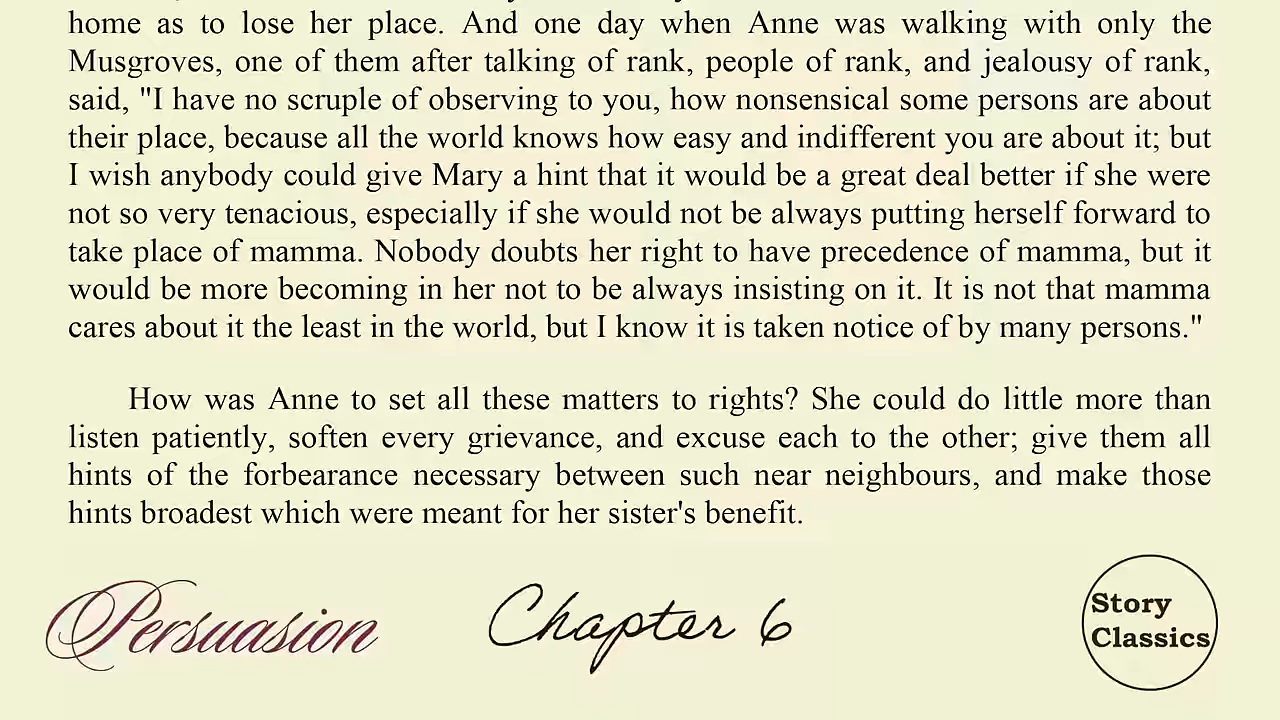 home as to lose her place. And one day when Anne was walking with only the
Musgroves, one of them after talking of rank, people of rank, and jealousy of rank,
said, "I have no scruple of observing to you, how nonsensical some persons are about
their place, because all the world knows how easy and indifferent you are about it; but
I wish anybody could give Mary a hint that it would be a great deal better if she were
not so very tenacious, especially if she would not be always putting herself forward to
take place of mamma. Nobody doubts her right to have precedence of mamma, but it
would be more becoming in her not to be always insisting on it. It is not that mamma
cares about it the least in the world, but I know it is taken notice of by many persons."
How was Anne to set all these matters to rights? She could do little more than
listen patiently, soften every grievance, and excuse each to the other; give them all
hints of the forbearance necessary between such near neighbours, and make those
hints broadest which were meant for her sister's benefit.
Persuasion
Chapter 6
Story
Classics